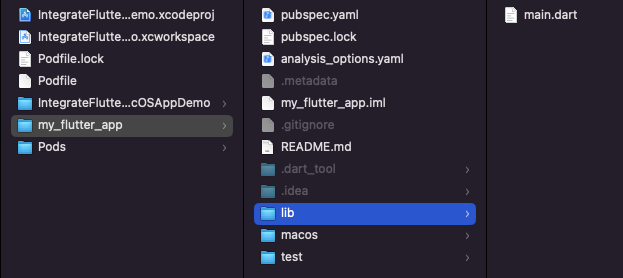 IntegrateFlutte...emo.xcodeproj
IntegrateFlutte...o.xcworkspace
Podfile.lock
Podfile
IntegrateFlutte...cOSAppDemo
my_flutter_app
Pods
pubspec.yaml
pubspec.lock
analysis_options.yaml
.metadata
my_flutter_app.iml
.gitignore
README.md
.dart_tool
.idea
lib
macos
test
main.dart